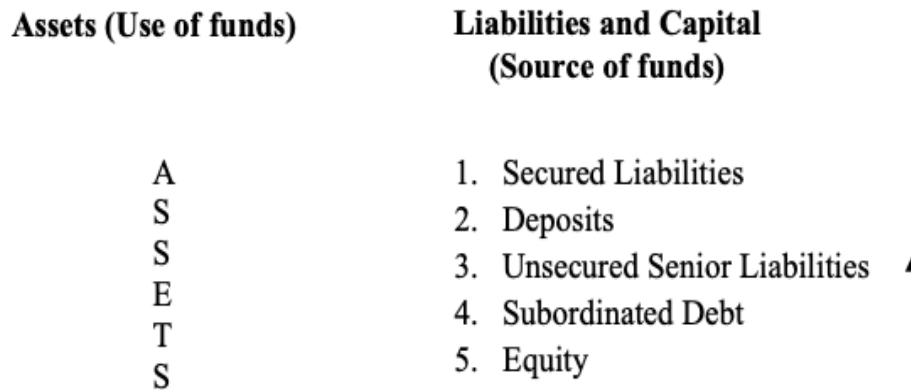 Assets (Use of funds)
Liabilities and Capital
(Source of funds)
A
S
S
E
T
S
1. Secured Liabilities
2. Deposits
3. Unsecured Senior Liabilities
4. Subordinated Debt
5. Equity